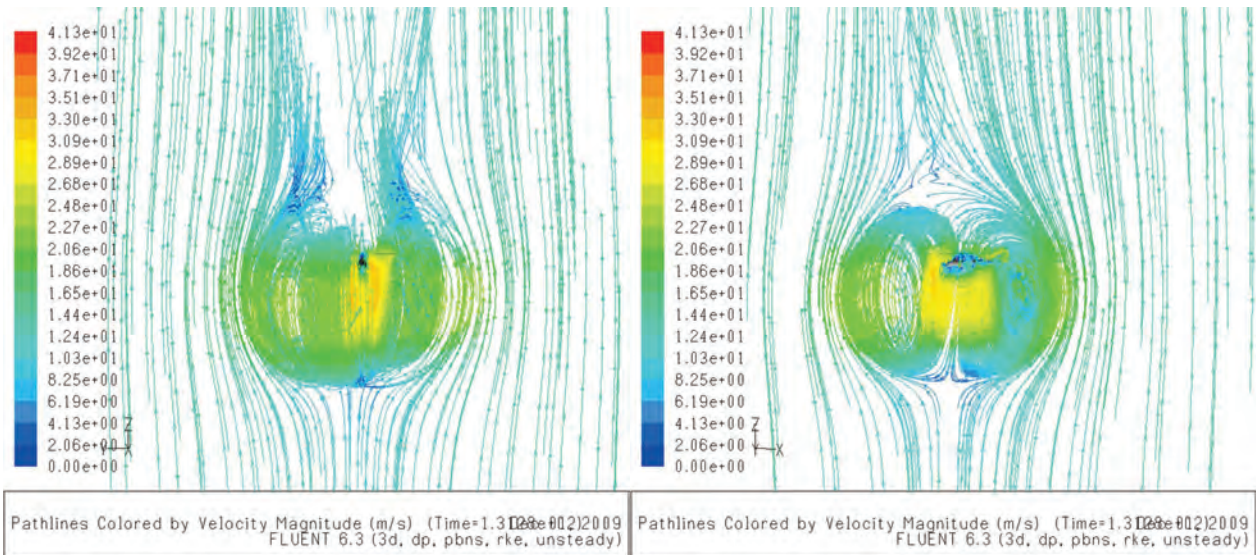 4.13e+01
3.92e+01
3.71e+01
3.51e+01
3.30e+01
3.09e+01
2.89e+01
2.68e+01
2.48e+01
2.27e+01
2.06e+01
1.86e+01
1.65e+01
1.44e+01
1.24e+01
1.03e+01
8.25e+00
6.19e+00
4.13e+00
2.06e+00
0.00e+00
Z
Y X
Pathlines Colored by Velocity Magnitude (m/s) (Time=1.3
2009
FLUENT 6.3 (3d, dp, pbns, rke, unsteady)
4.13e+01
3.92e+01
3.71e+01
3.51e+01
3.30e+01
3.09e+01
2.89e+01
2.68e+01
2.48e+01
2.27e+01
2.06e+01
1.86e+01
1.65e+01
1.44e+01
1.24e+01
1.03e+01
8.25e+00
6.19e+00
4.13e+00
2.06e+00
0.00e+00
Z
Y X
Pathlines Colored by Velocity Magnitude (m/s) (Time=1.3
2009
FLUENT 6.3 (3d, dp, pbns, rke, unsteady)